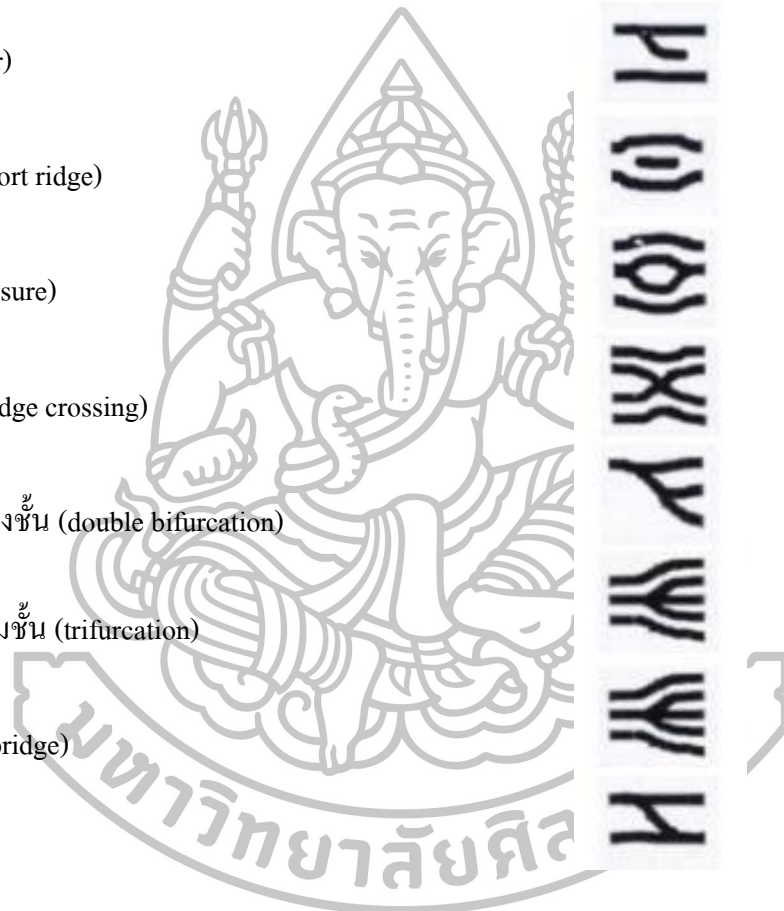 r)
ort ridge)
sure)
dge crossing)
งชั้น (double bifurcation)
มชั้น (trifurcation)
bridge)
มหาวิทยาลัยศิล